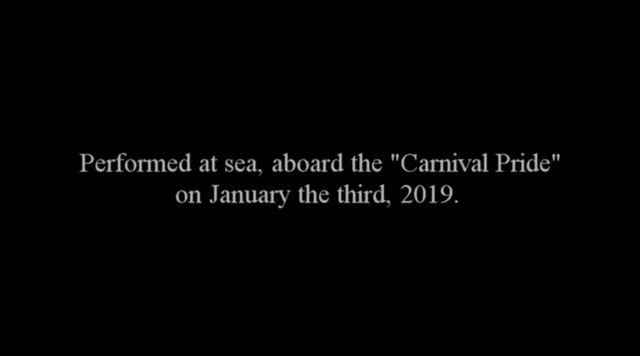 Performed at sea, aboard the "Carnival Pride"
on January the third, 2019.